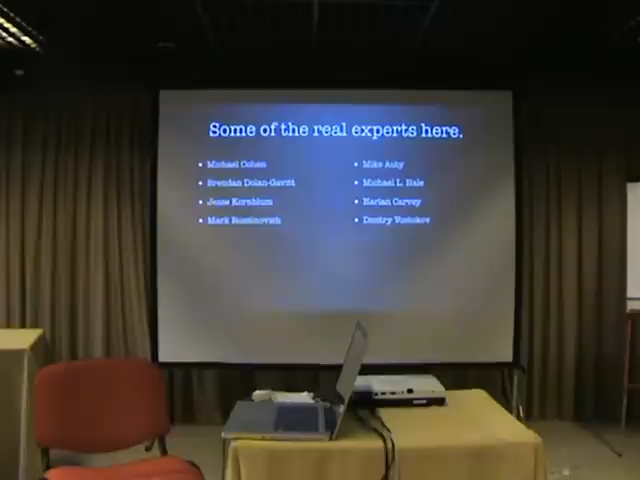 Some of the real experts here.
• Michael Cohen
• Brendan Dolan-Gavitt
• Jesse Kornblum
• Mark Russinovich
• Mike Auty
• Michael L. Hale
• Harlan Carvey
• Dmitry Vostokov